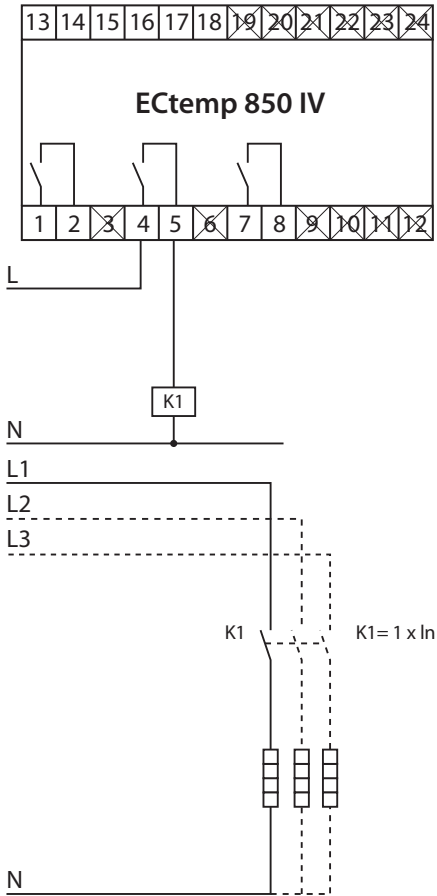 13 14 15 16 17 18 19 20 21 22 23 24
ECtemp 850 IV
1 2 3 4 5 6 7 8 9 10 11 12
L
K1
N
L1
L2
L3
K1 K1= 1 x In
N